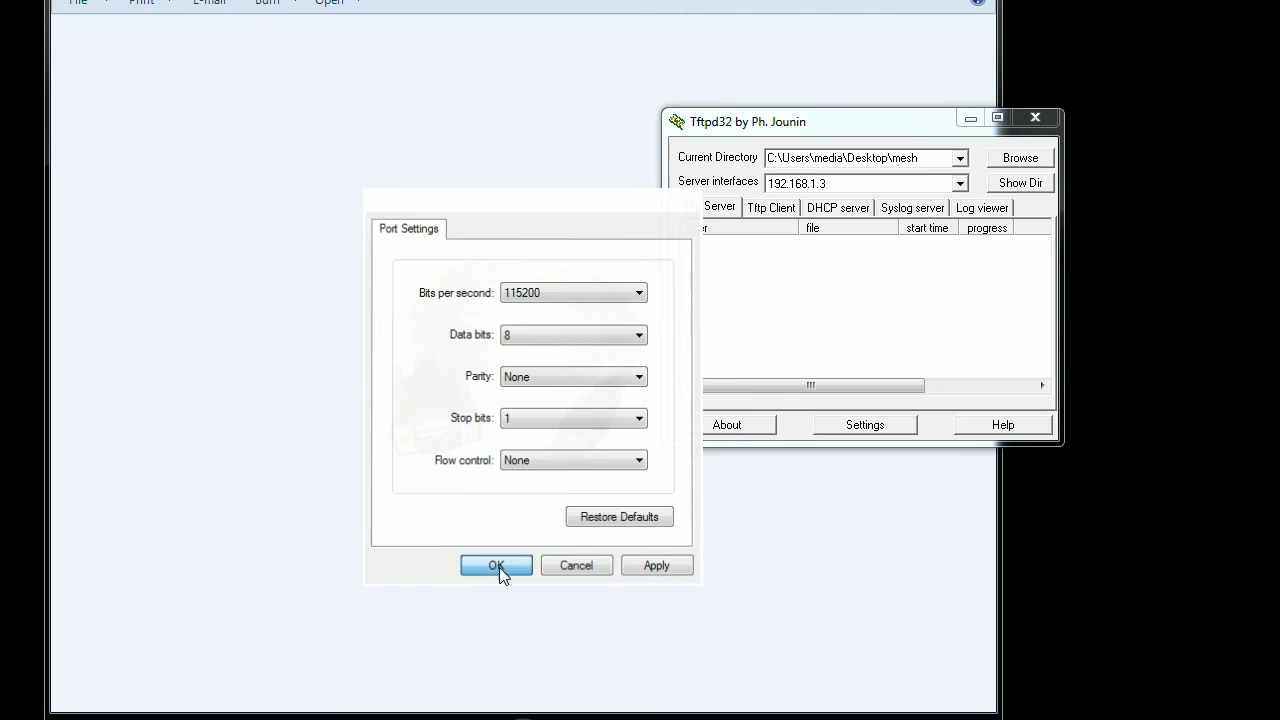 File Print E-mail Burn Open
Tftpd32 by Ph. Jounin
Current Directory C:\Users\media\Desktop\mesh Browse
Server interfaces 192.168.1.3 Show Dir
Server Tftp Client DHCP server Syslog server Log viewer
file start time progress
About Settings Help
Port Settings
Bits per second: 115200
Data bits: 8
Parity: None
Stop bits: 1
Flow control: None
Restore Defaults
OK Cancel Apply